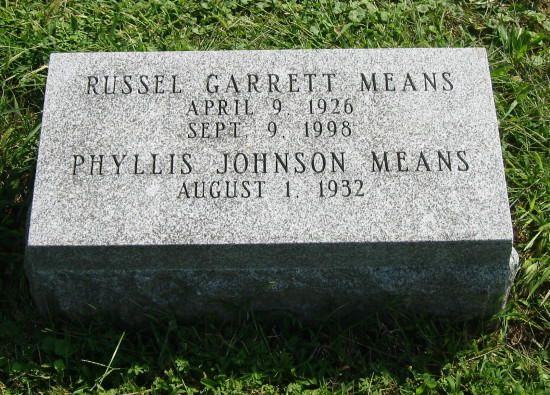 RUSSEL GARRETT MEANS
APRIL 9, 1926
SEPT. 9, 1998
PHYLLIS JOHNSON MEANS
AUGUST 1, 1932